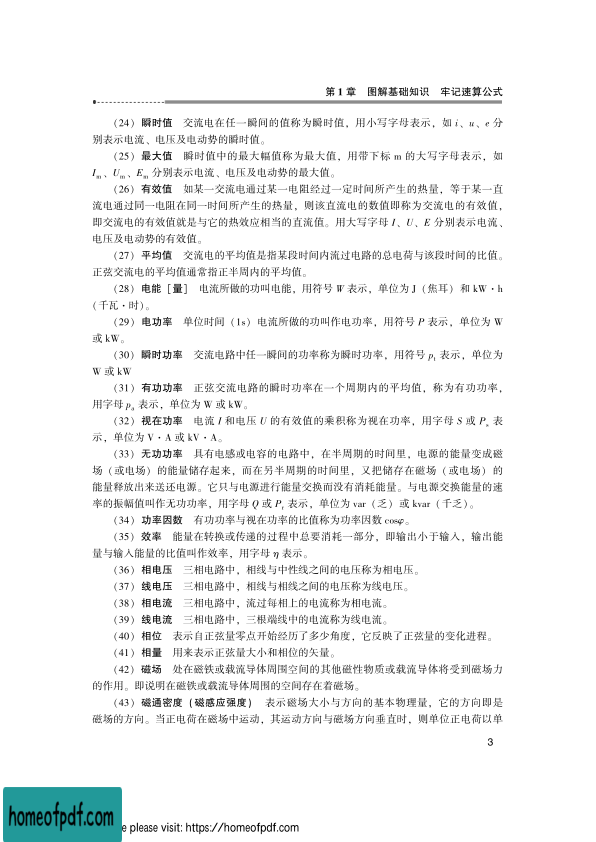 第1章 图解基础知识 牢记速算公式
(24) 瞬时值 交流电在任一瞬间的值称为瞬时值，用小写字母表示，如 i、u、e 分
别表示电流、电压及电动势的瞬时值。
(25) 最大值 瞬时值中的最大幅值称为最大值，用带下标 m 的大写字母表示，如
Im、Um、Em 分别表示电流、电压及电动势的最大值。
(26) 有效值 如某一交流电通过某一电阻经过一定时间所产生的热量，等于某一直
流电通过同一电阻在同一时间所产生的热量，则该直流电的数值即称为交流电的有效值，
即交流电的有效值就是与它的热效应相当的直流值。用大写字母 I、U、E 分别表示电流、
电压及电动势的有效值。
(27) 平均值 交流电的平均值是指某段时间内流过电路的总电荷与该段时间的比值。
正弦交流电的平均值通常指正半周内的平均值。
(28) 电能［量］ 电流所做的功叫电能，用符号 W 表示，单位为 J（焦耳）和 kW·h
（千瓦·时）。
(29) 电功率 单位时间（1s）电流所做的功叫作电功率，用符号 P 表示，单位为 W
或 kW。
(30) 瞬时功率 交流电路中任一瞬间的功率称为瞬时功率，用符号 pt 表示，单位为
W 或 kW
(31) 有功功率 正弦交流电路的瞬时功率在一个周期内的平均值，称为有功功率，
用字母 pa 表示，单位为 W 或 kW。
(32) 视在功率 电流 I 和电压 U 的有效值的乘积称为视在功率，用字母 S 或 Ps 表
示，单位为 V·A 或 kV·A。
(33) 无功功率 具有电感或电容的电路中，在半周期的时间里，电源的能量变成磁
场（或电场）的能量储存起来，而在另半周期的时间里，又把储存在磁场（或电场）的
能量释放出来送还电源。它只与电源进行能量交换而没有消耗能量。与电源交换能量的速
率的振幅值叫作无功功率，用字母 Q 或 Pr 表示，单位为 var（乏）或 kvar（千乏）。
(34) 功率因数 有功功率与视在功率的比值称为功率因数 cosφ。
(35) 效率 能量在转换或传递的过程中总要消耗一部分，即输出小于输入，输出能
量与输入能量的比值叫作效率，用字母 η 表示。
(36) 相电压 三相电路中，相线与中性线之间的电压称为相电压。
(37) 线电压 三相电路中，相线与相线之间的电压称为线电压。
(38) 相电流 三相电路中，流过每相上的电流称为相电流。
(39) 线电流 三相电路中，三根端线中的电流称为线电流。
(40) 相位 表示自正弦量零点开始经历了多少角度，它反映了正弦量的变化进程。
(41) 相量 用来表示正弦量大小和相位的矢量。
(42) 磁场 处在磁铁或载流导体周围空间的其他磁性物质或载流导体将受到磁场力
的作用。即说明在磁铁或载流导体周围的空间存在着磁场。
(43) 磁通密度（磁感应强度） 表示磁场大小与方向的基本物理量，它的方向即是
磁场的方向。当正电荷在磁场中运动，其运动方向与磁场方向垂直时，则单位正电荷以单
3
homeofpdf.com
e please visit: https://homeofpdf.com